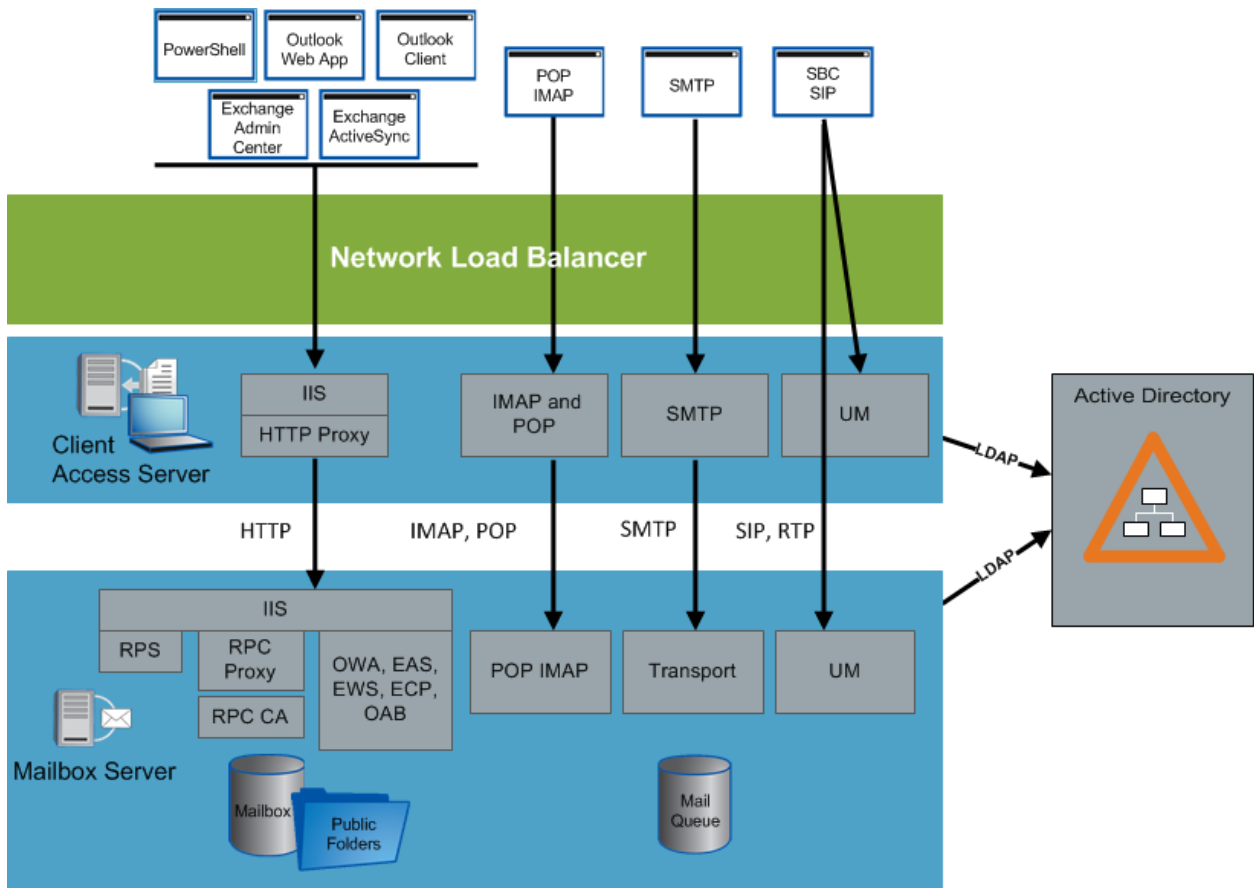 PowerShell
Outlook
Web App
Outlook
Client
Exchange
Admin
Center
Exchange
ActiveSync
POP
IMAP
SMTP
SBC
SIP
Network Load Balancer
Client
Access Server
IIS
HTTP Proxy
IMAP and
POP
SMTP
UM
Active Directory
LDAP
LDAP
HTTP
IMAP, POP
SMTP
SIP, RTP
Mailbox Server
IIS
RPS
RPC
Proxy
RPC CA
OWA, EAS,
EWS, ECP,
OAB
POP IMAP
Transport
UM
Mailbox
Public
Folders
Mail
Queue